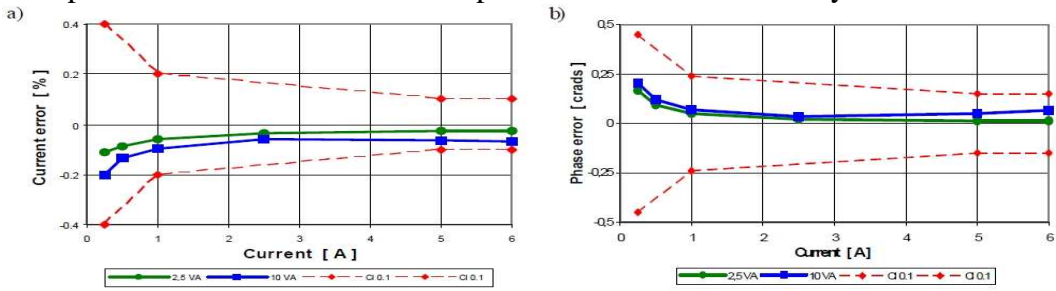 a)
b)
0.4
0.2
0
-0.2
-0.4
Current error [ % ]
0 1 2 3 4 5 6
Current [ A ]
2,5 VA 10 VA Cl 0.1 Cl 0.1
0,5
0,25
0
-0,25
-0,5
Phase error [crads]
0 1 2 3 4 5 6
Current [ A]
2,5 VA 10 VA Cl 0.1 Cl 0.1